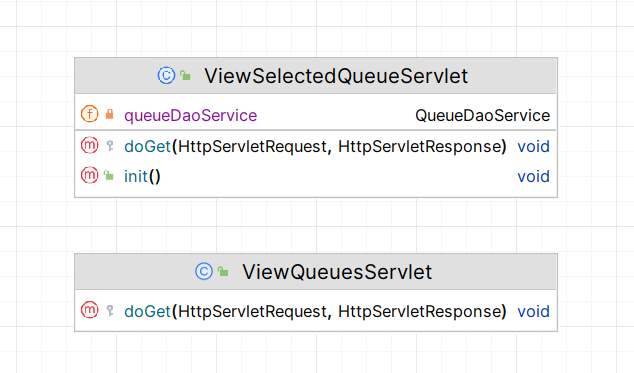 ViewSelectedQueueServlet
queueDaoService QueueDaoService
doGet(HttpServletRequest, HttpServletResponse) void
init() void
ViewQueuesServlet
doGet(HttpServletRequest, HttpServletResponse) void